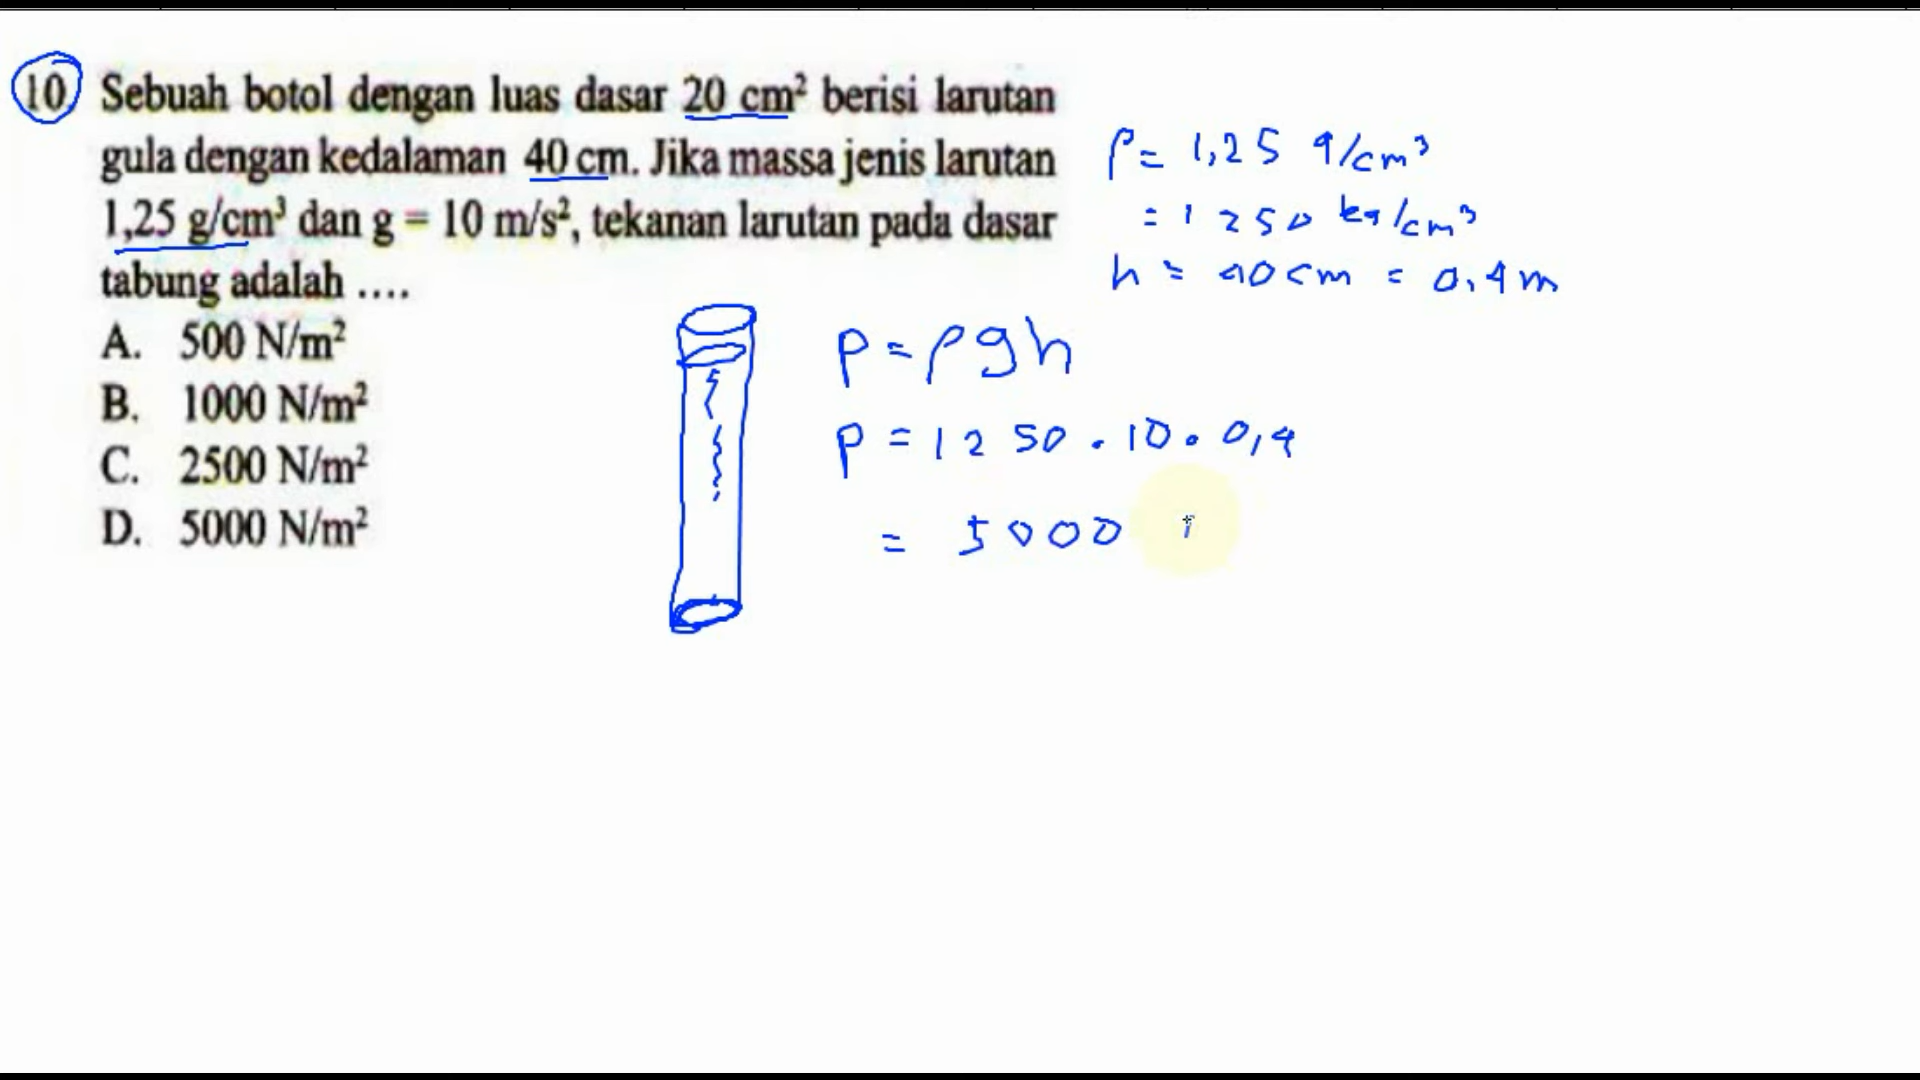 10 Sebuah botol dengan luas dasar 20 cm² berisi larutan
gula dengan kedalaman 40 cm. Jika massa jenis larutan
1,25 g/cm³ dan g = 10 m/s², tekanan larutan pada dasar
tabung adalah ....
A. 500 N/m²
B. 1000 N/m²
C. 2500 N/m²
D. 5000 N/m²
ρ = 1,25 g/cm³
= 1250 kg/cm³
h = 40 cm = 0,4 m
P = ρgh
P = 1250 . 10 . 0,4
= 5000